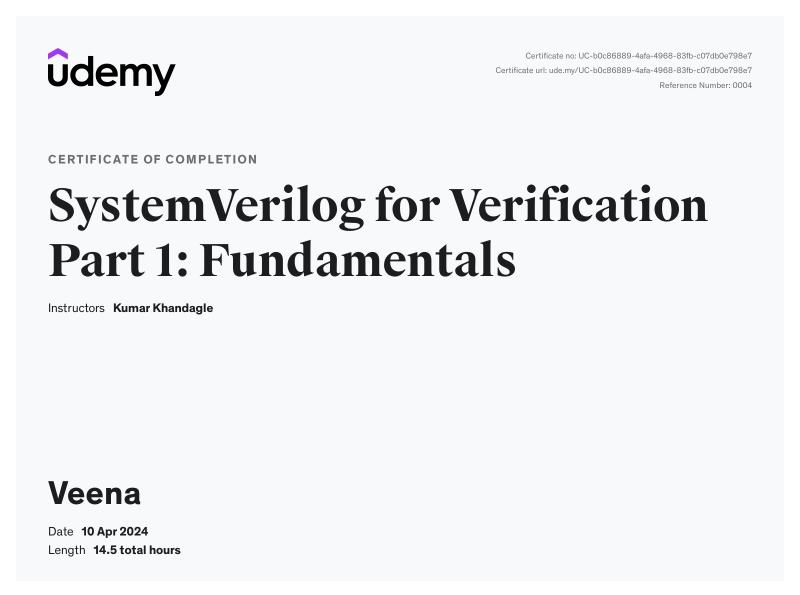 udemy
Certificate no: UC-b0c86889-4afa-4968-83fb-c07db0e798e7
Certificate url: ude.my/UC-b0c86889-4afa-4968-83fb-c07db0e798e7
Reference Number: 0004
CERTIFICATE OF COMPLETION
SystemVerilog for Verification
Part 1: Fundamentals
Instructors Kumar Khandagle
Veena
Date 10 Apr 2024
Length 14.5 total hours